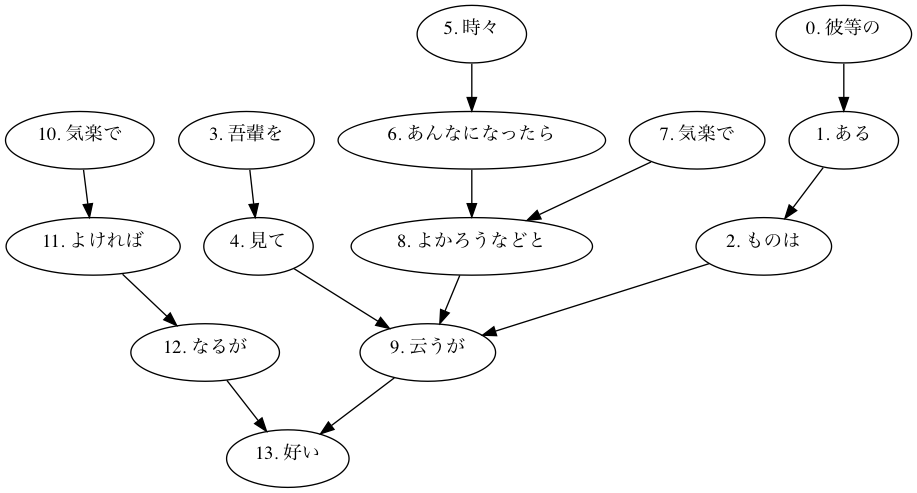 5. 時々
0. 彼等の
10. 気楽で
3. 吾輩を
6. あんなになったら
7. 気楽で
1. ある
11. よければ
4. 見て
8. よかろうなどと
2. ものは
12. なるが
9. 云うが
13. 好い